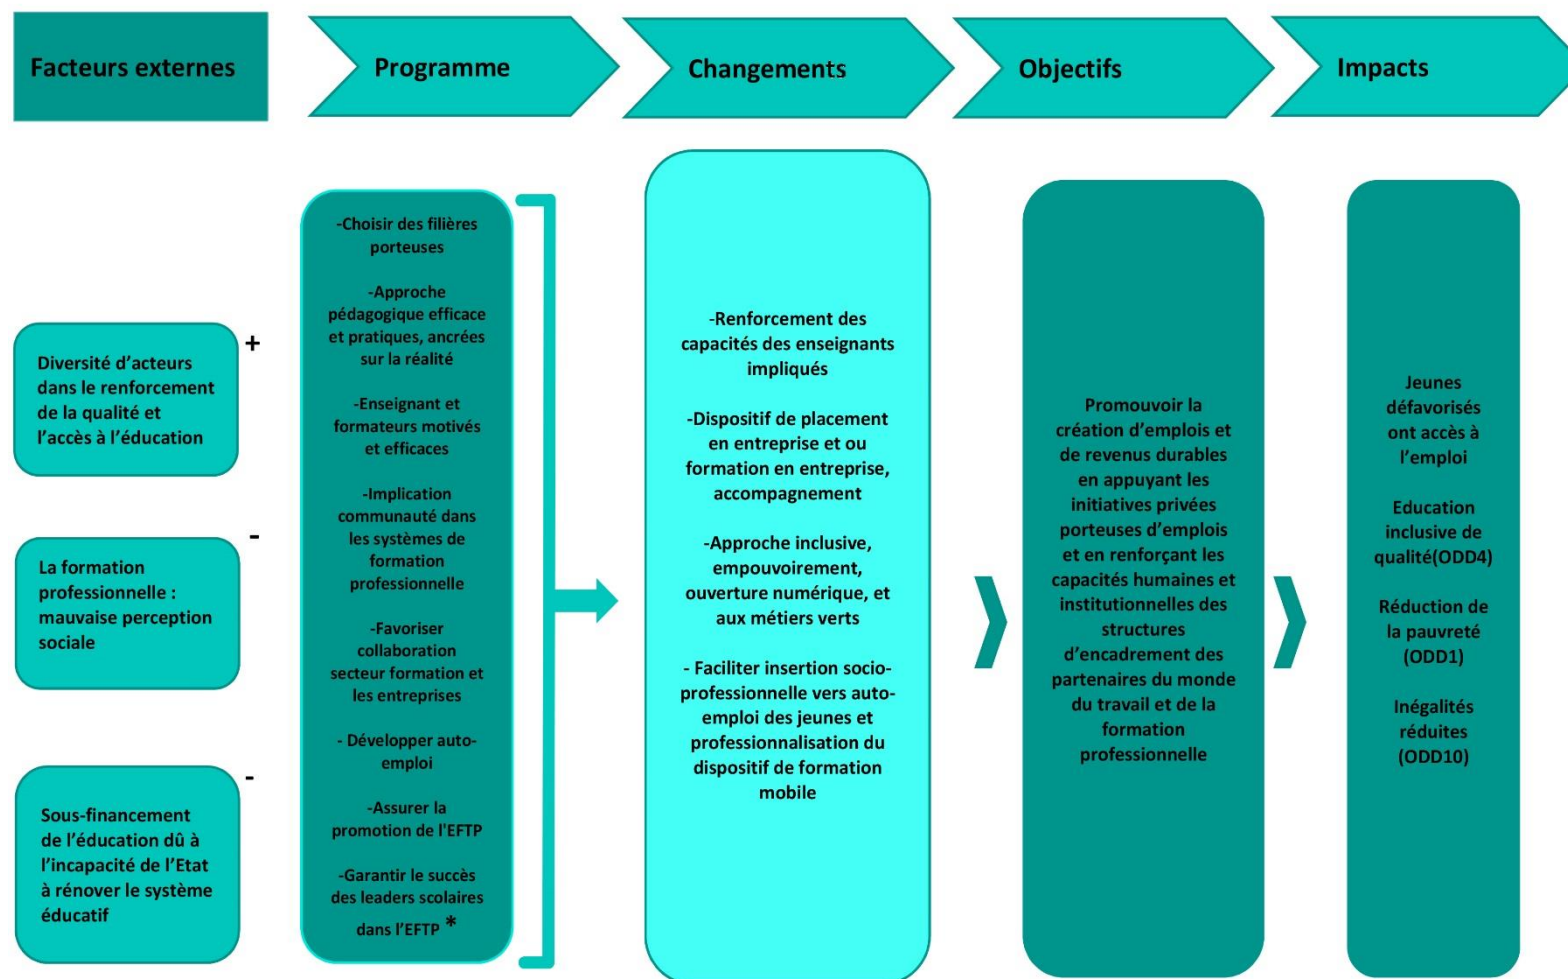 Facteurs externes
Programme
Changements
Objectifs
Impacts
+
Diversité d’acteurs
dans le renforcement
de la qualité et
l’accès à l’éducation
-
La formation
professionnelle :
mauvaise perception
sociale
-
Sous-financement
de l’éducation dû à
l’incapacité de l’Etat
à rénover le système
éducatif
-Choisir des filières
porteuses
-Approche
pédagogique efficace
et pratiques, ancrées
sur la réalité
-Enseignant et
formateurs motivés
et efficaces
-Implication
communauté dans
les systèmes de
formation
professionnelle
-Favoriser
collaboration
secteur formation et
les entreprises
- Développer auto-
emploi
-Assurer la
promotion de l'EFTP
-Garantir le succès
des leaders scolaires
dans l’EFTP *
-Renforcement des
capacités des enseignants
impliqués
-Dispositif de placement
en entreprise et ou
formation en entreprise,
accompagnement
-Approche inclusive,
empouvoirement,
ouverture numérique, et
aux métiers verts
- Faciliter insertion socio-
professionnelle vers auto-
emploi des jeunes et
professionnalisation du
dispositif de formation
mobile
Promouvoir la
création d’emplois et
de revenus durables
en appuyant les
initiatives privées
porteuses d’emplois
et en renforçant les
capacités humaines et
institutionnelles des
structures
d’encadrement des
partenaires du monde
du travail et de la
formation
professionnelle
Jeunes
défavorisés
ont accès à
l’emploi
Education
inclusive de
qualité(ODD4)
Réduction de
la pauvreté
(ODD1)
Inégalités
réduites
(ODD10)